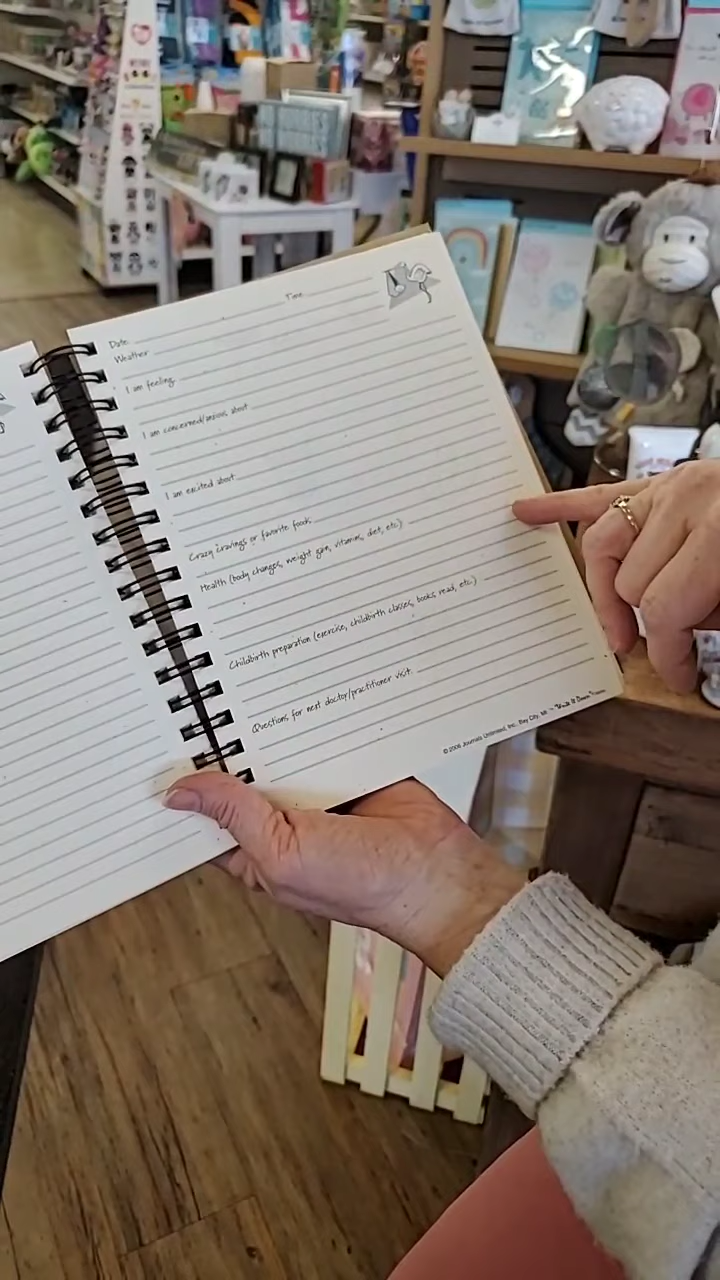 Time
Date
Weather
I am feeling
I am concerned/anxious about
I am excited about
Crazy cravings or favorite foods
Health (body changes, weight gain, vitamins, diet, etc.)
Childbirth preparation (exercise, childbirth classes, books read, etc.)
Questions for next doctor/practitioner visit
©2006 Journals Unlimited, Inc. Bay City, MI